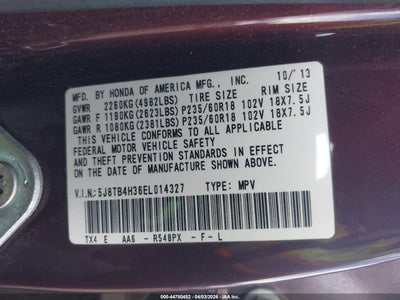 MFD. BY HONDA OF AMERICA MFG., INC. 10/'13
GVWR 2260KG(4982LBS) TIRE SIZE RIM SIZE
GAWR F 1190KG(2623LBS) P235/60R18 102V 18X7.5J
GAWR R 1080KG(2381LBS) P235/60R18 102V 18X7.5J
THIS VEHICLE CONFORMS TO ALL APPLICABLE
FEDERAL MOTOR VEHICLE SAFETY
AND THEFT PREVENTION STANDARDS IN EFFECT
ON THE DATE OF MANUFACTURE SHOWN ABOVE.
V.I.N.: 5J8TB4H36EL014327 TYPE: MPV
TX4 E AA6 - R548PX - F - L
000-44780452 - 04/03/2026 - 1754